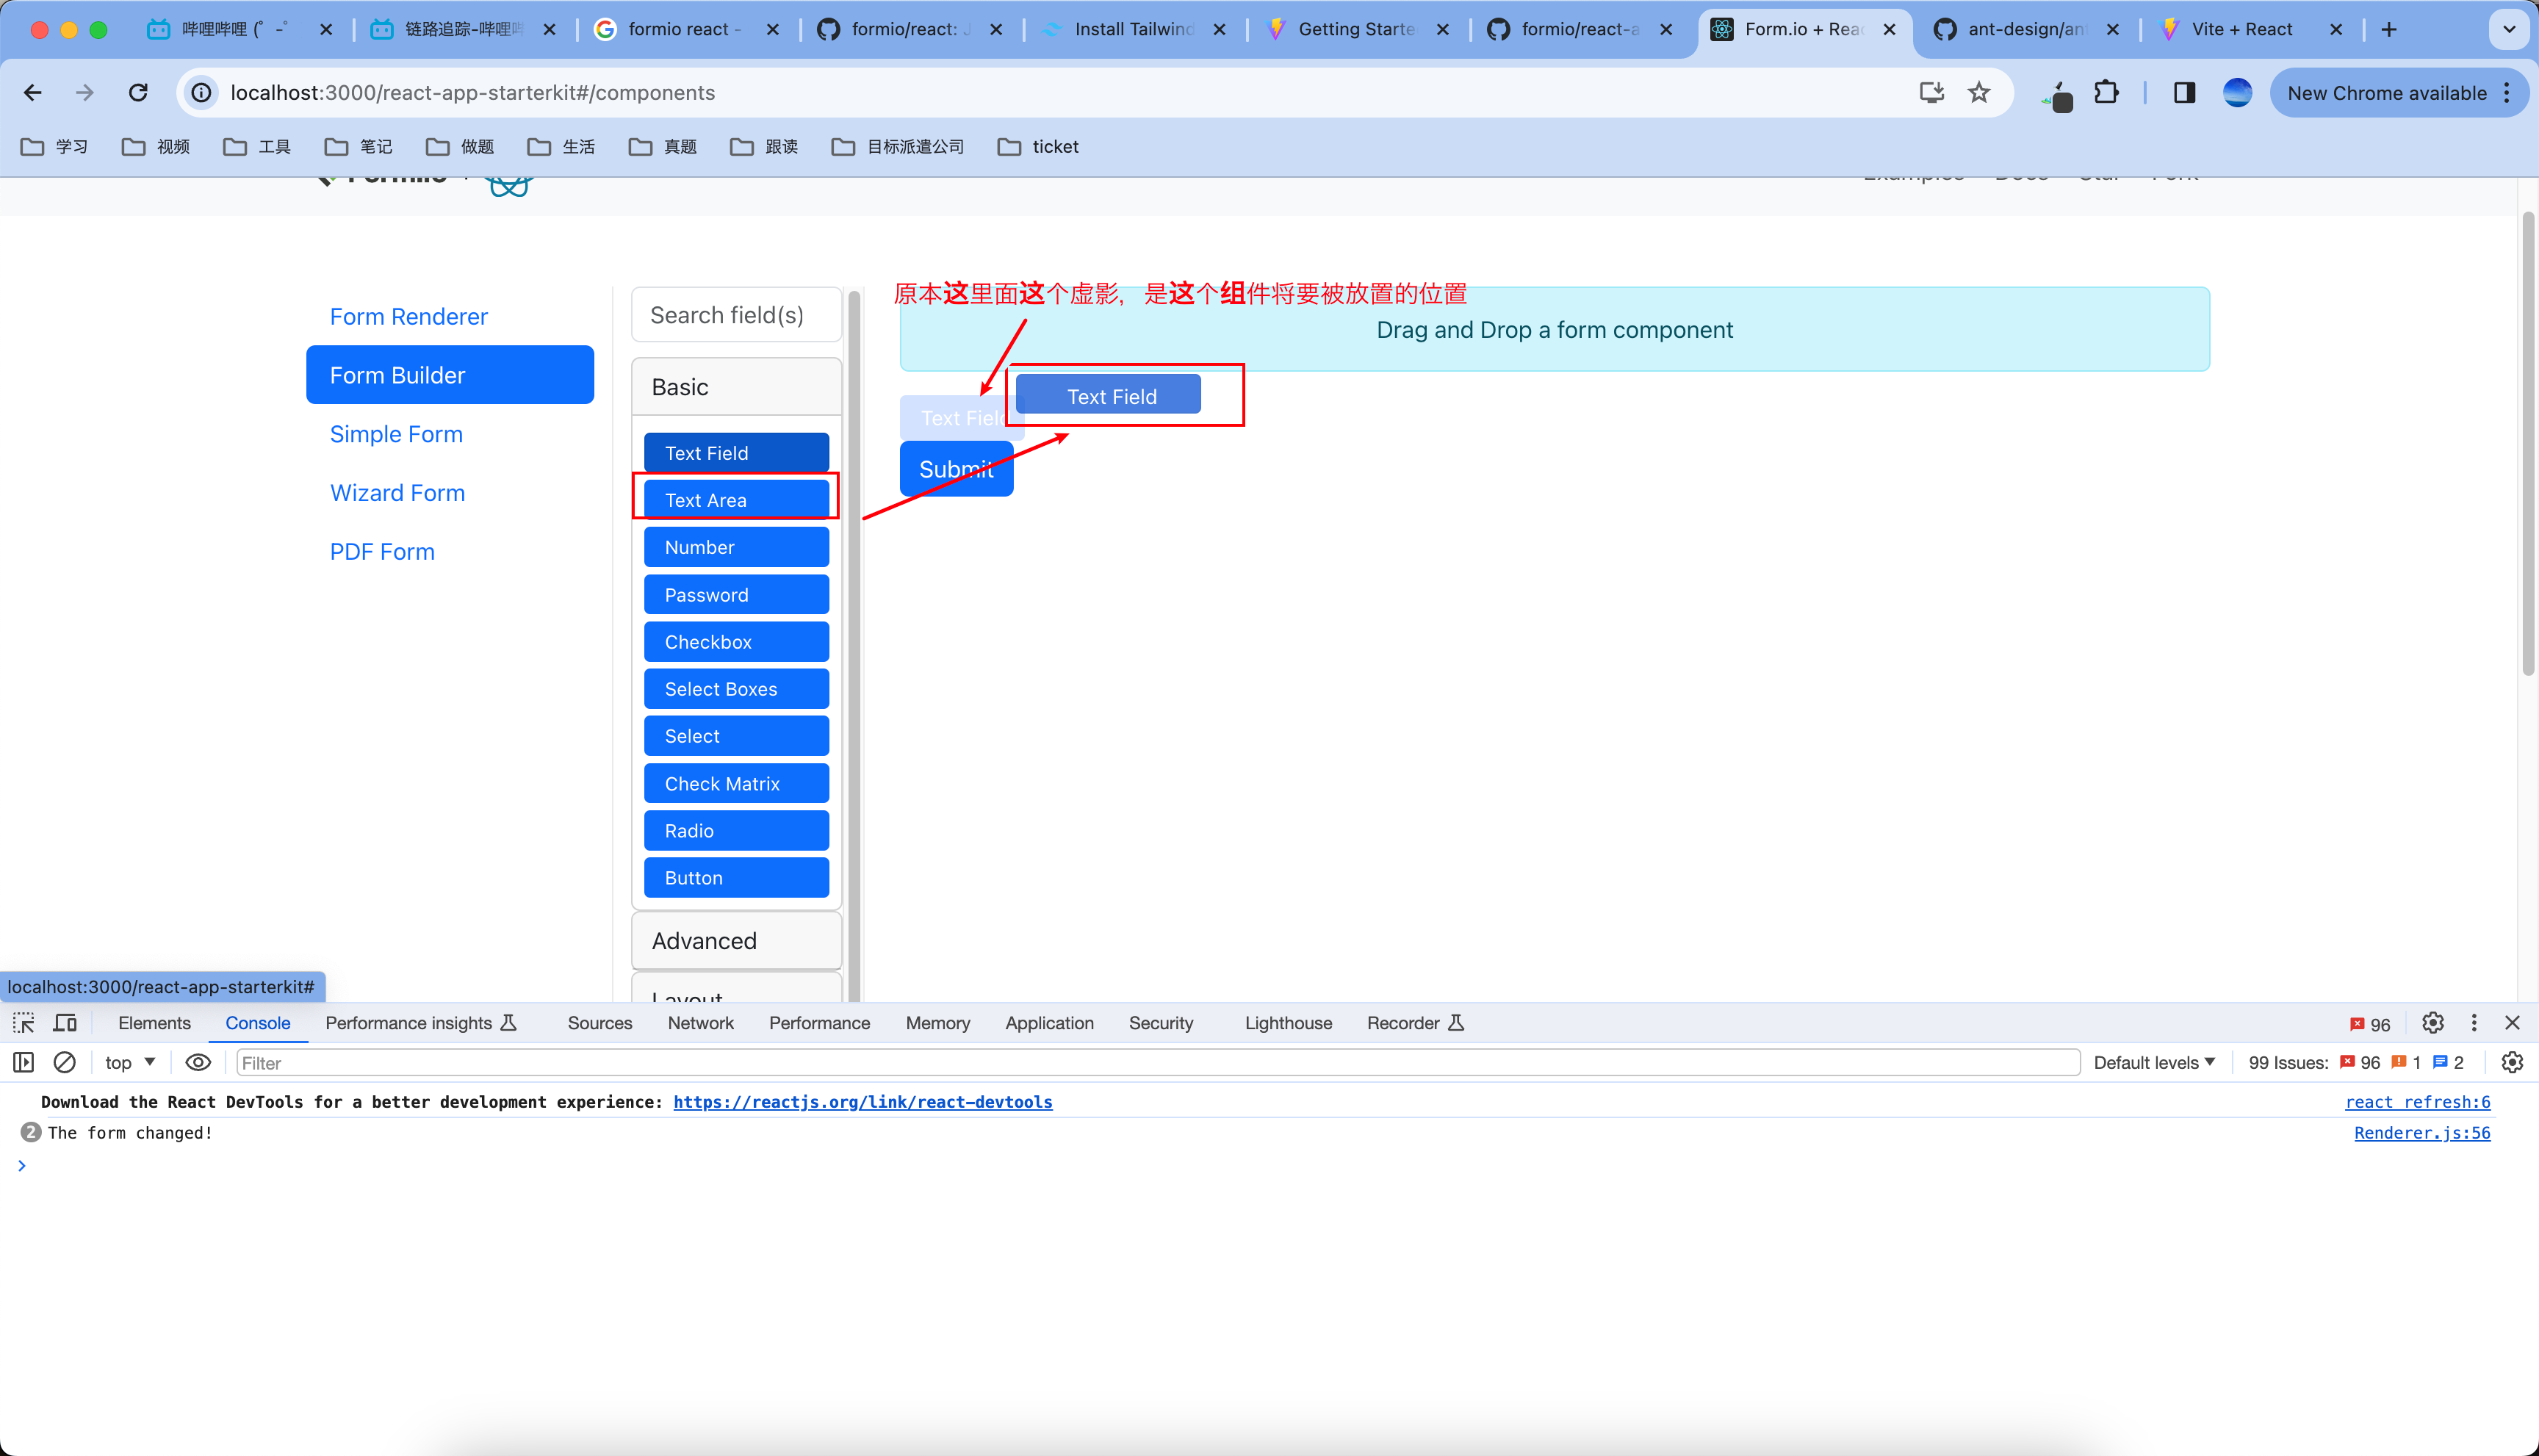 哔哩哔哩 (゜-゜
链路追踪-哔哩哔
formio react -
formio/react: J
Install Tailwind
Getting Starte
formio/react-a
Form.io + Reac
ant-design/an
Vite + React
localhost:3000/react-app-starterkit#/components
New Chrome available
学习
视频
工具
笔记
做题
生活
真题
跟读
目标派遣公司
ticket
Examples Docs Star Fork
Form Renderer
Form Builder
Simple Form
Wizard Form
PDF Form
Search field(s)
Basic
Text Field
Text Area
Number
Password
Checkbox
Select Boxes
Select
Check Matrix
Radio
Button
Advanced
Layout
原本这里面这个虚影，是这个组件将要被放置的位置
Drag and Drop a form component
Text Field
Text Field
Submit
localhost:3000/react-app-starterkit#
Elements Console Performance insights Sources Network Performance Memory Application Security Lighthouse Recorder 96
top Filter Default levels 99 Issues: 96 1 2
Download the React DevTools for a better development experience: https://reactjs.org/link/react-devtools react refresh:6
2 The form changed! Renderer.js:56